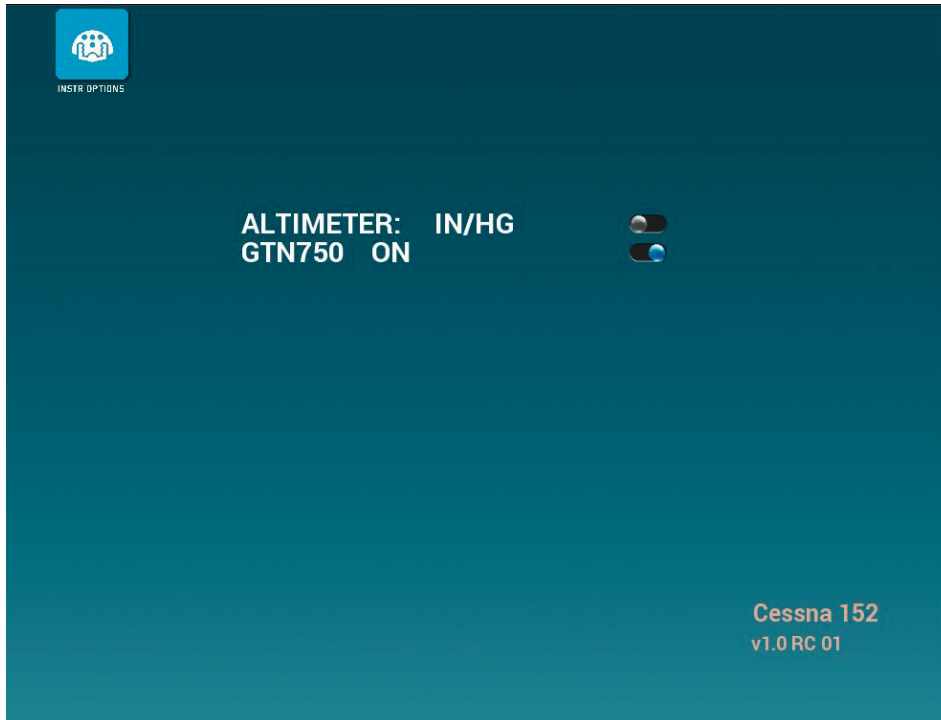 INSTR OPTIONS
ALTIMETER: IN/HG
GTN750 ON
Cessna 152
v1.0 RC 01